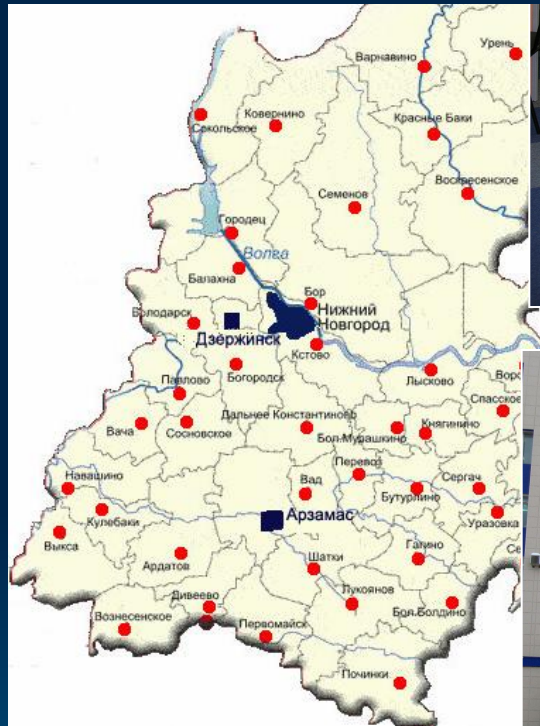 Урень
Варнавино
Ковернино
Сокольское
Красные Баки
Воскресенское
Семенов
Городец
Волга
Балахна
Бор
Нижний
Новгород
Володарск
Дзержинск
Кстово
Богородск
Лысково
Павлово
Спасское
Дальнее Константиново
Вача
Сосновское
Бол.Мурашкино
Княгинино
Перевоз
Навашино
Вад
Сергач
Бутурлино
Кулебаки
Арзамас
Уразовка
Выкса
Ардатов
Шатки
Гагино
Дивеево
Лукоянов
Вознесенское
Бол.Болдино
Первомайск
Починки